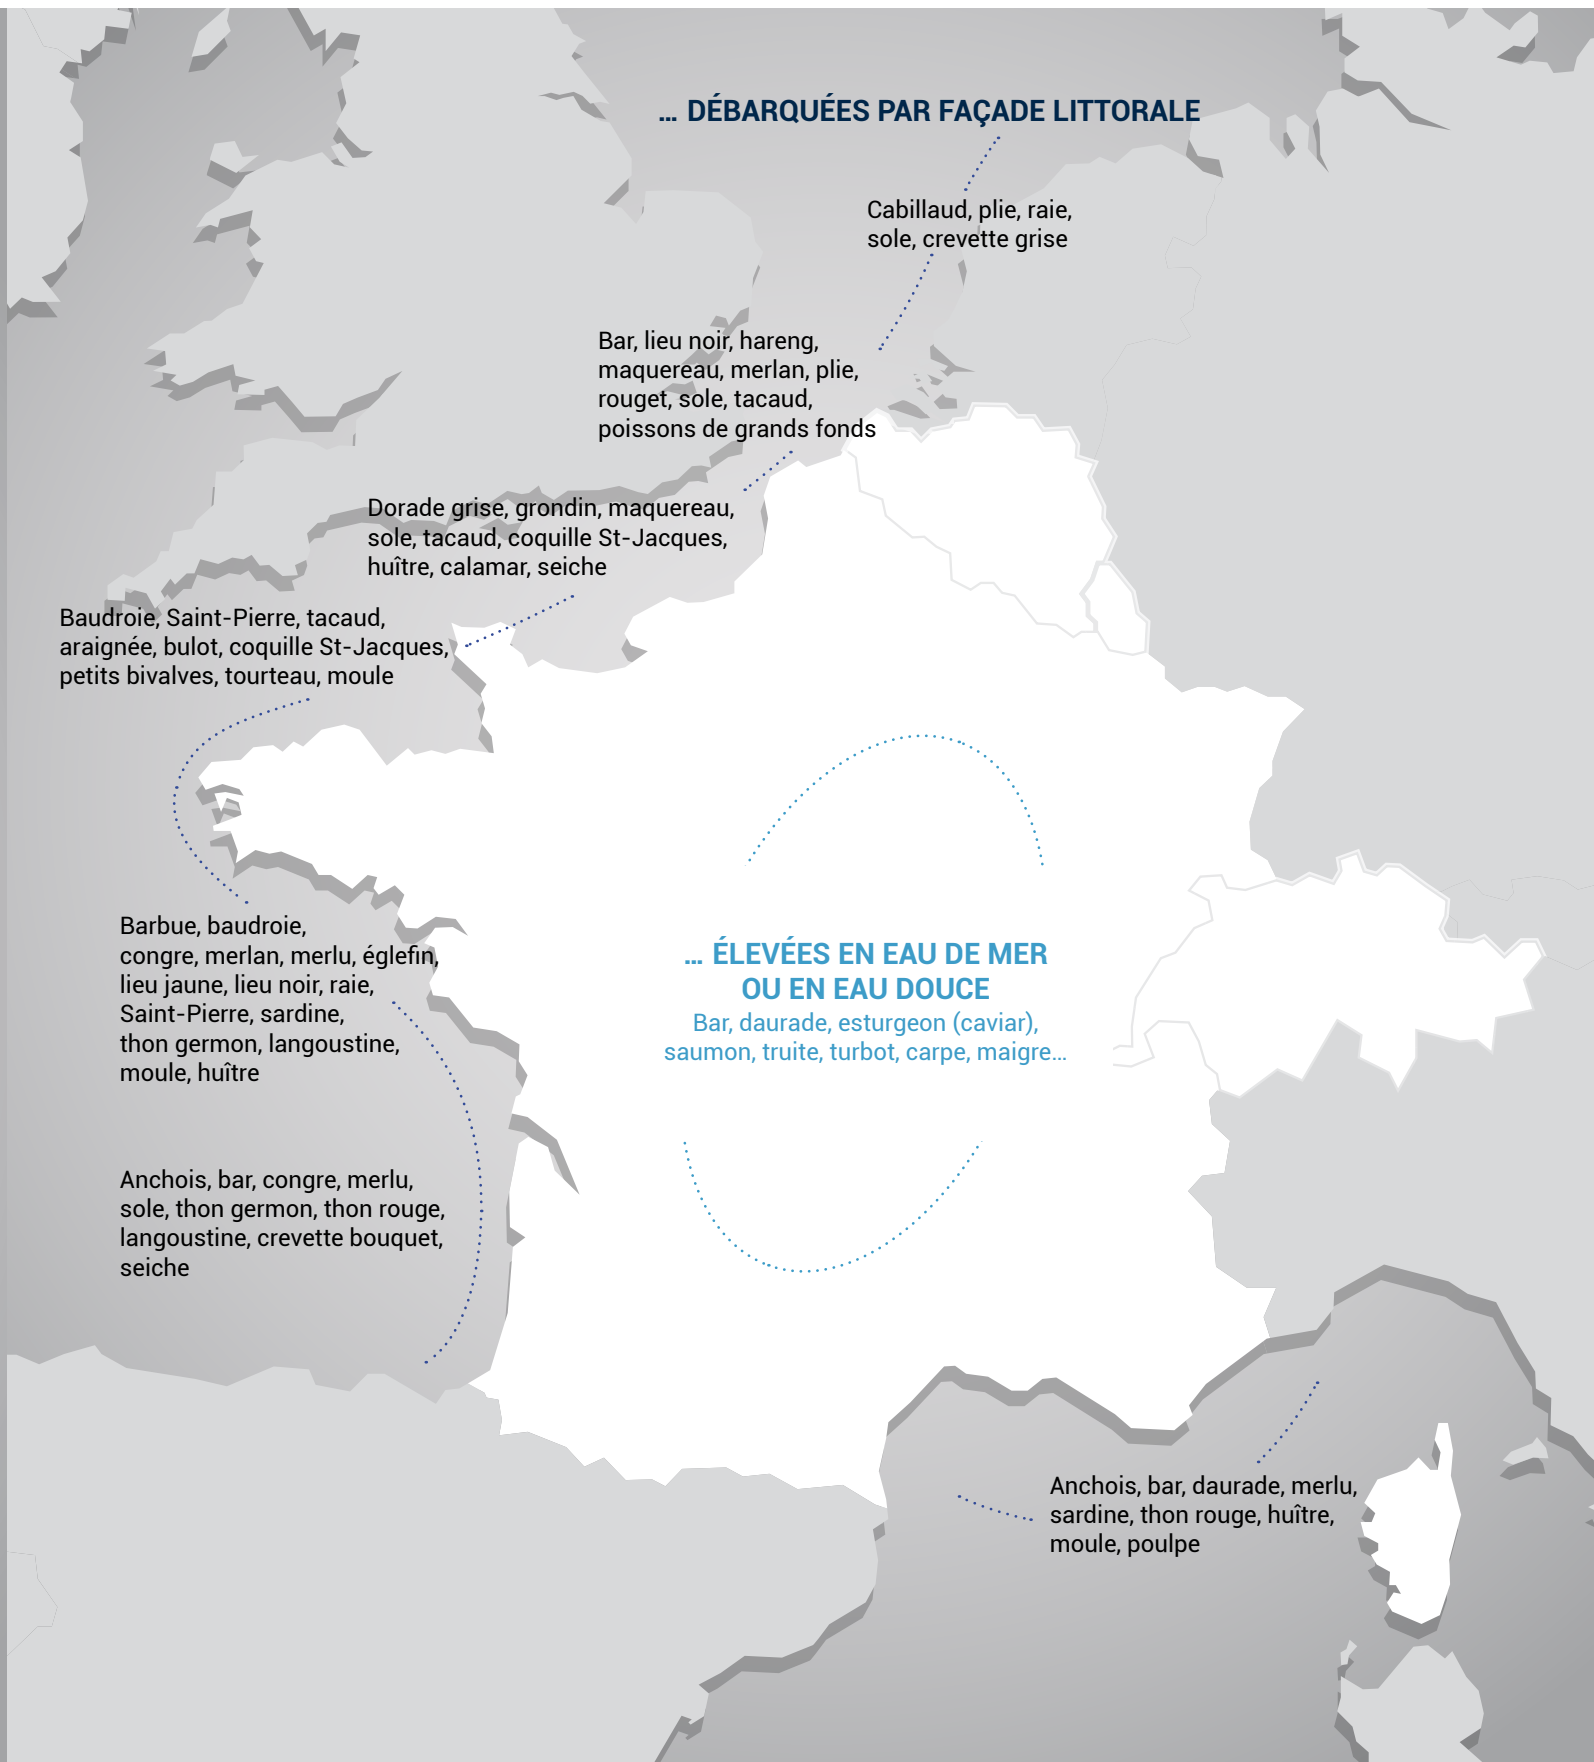 ... DÉBARQUÉES PAR FAÇADE LITTORALE
Cabillaud, plie, raie,
sole, crevette grise
Bar, lieu noir, hareng,
maquereau, merlan, plie,
rouget, sole, tacaud,
poissons de grands fonds
Dorade grise, grondin, maquereau,
sole, tacaud, coquille St-Jacques,
huître, calamar, seiche
Baudroie, Saint-Pierre, tacaud,
araignée, bulot, coquille St-Jacques,
petits bivalves, tourteau, moule
Barbue, baudroie,
congre, merlan, merlu, églefin,
lieu jaune, lieu noir, raie,
Saint-Pierre, sardine,
thon germon, langoustine,
moule, huître
... ÉLEVÉES EN EAU DE MER
OU EN EAU DOUCE
Bar, daurade, esturgeon (caviar),
saumon, truite, turbot, carpe, maigre...
Anchois, bar, congre, merlu,
sole, thon germon, thon rouge,
langoustine, crevette bouquet,
seiche
Anchois, bar, daurade, merlu,
sardine, thon rouge, huître,
moule, poulpe